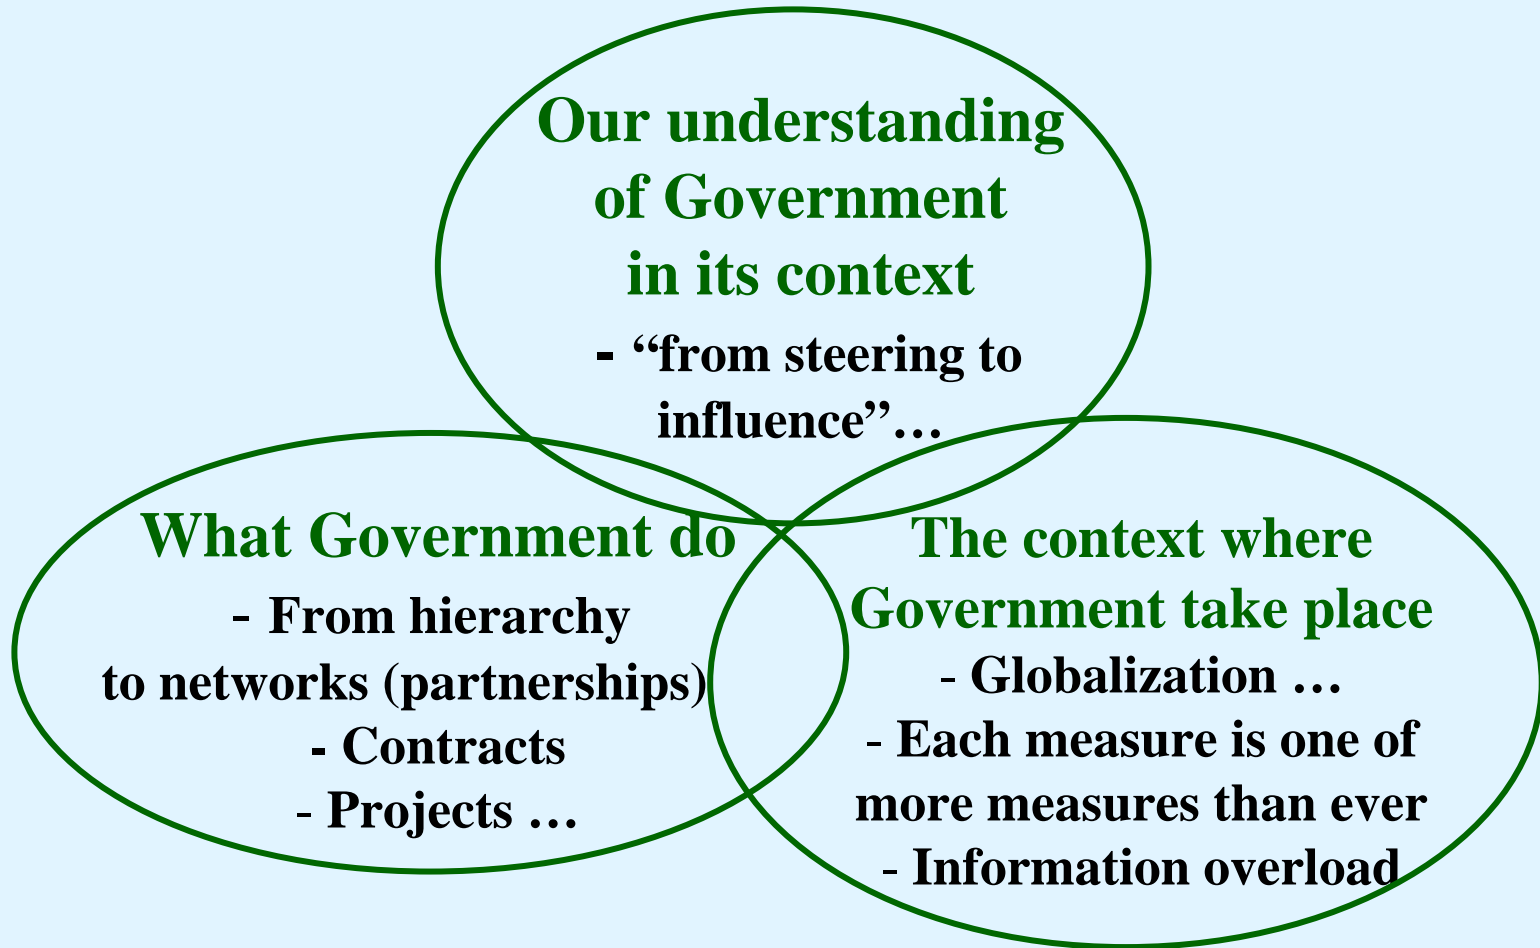 Our understanding
of Government
in its context
- “from steering to
influence”…
What Government do
- From hierarchy
to networks (partnerships)
- Contracts
- Projects …
The context where
Government take place
- Globalization …
- Each measure is one of
more measures than ever
- Information overload